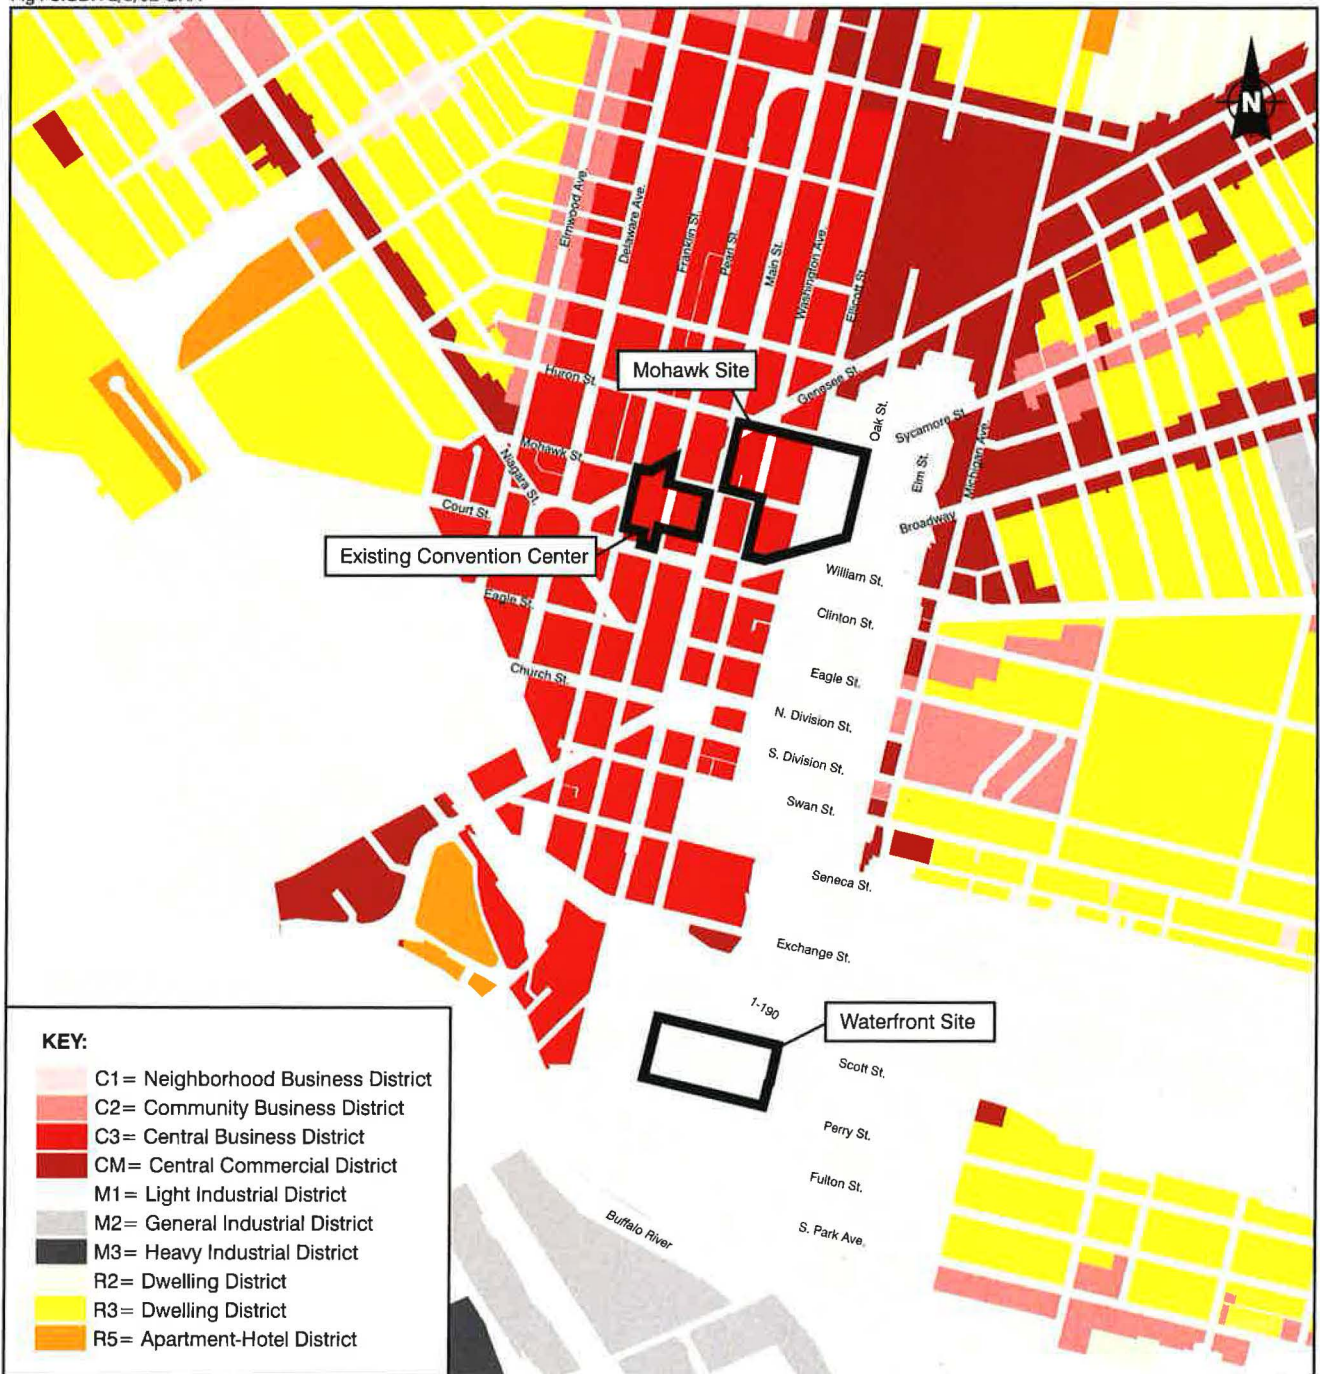 N
Elmwood Ave.
Delaware Ave.
Franklin St.
Pearl St.
Main St.
Washington Ave.
Ellicott St.
Huron St.
Mohawk Site
Genesee St.
Oak St.
Sycamore St.
Elm St.
Michigan Ave.
Mohawk St.
Niagara St.
Court St.
Broadway
Existing Convention Center
William St.
Eagle St.
Clinton St.
Church St.
Eagle St.
N. Division St.
S. Division St.
Swan St.
Seneca St.
Exchange St.
1-190
Waterfront Site
Scott St.
Perry St.
Fulton St.
S. Park Ave.
Buffalo River
KEY:
C1= Neighborhood Business District
C2= Community Business District
C3= Central Business District
CM= Central Commercial District
M1= Light Industrial District
M2= General Industrial District
M3= Heavy Industrial District
R2= Dwelling District
R3= Dwelling District
R5= Apartment-Hotel District